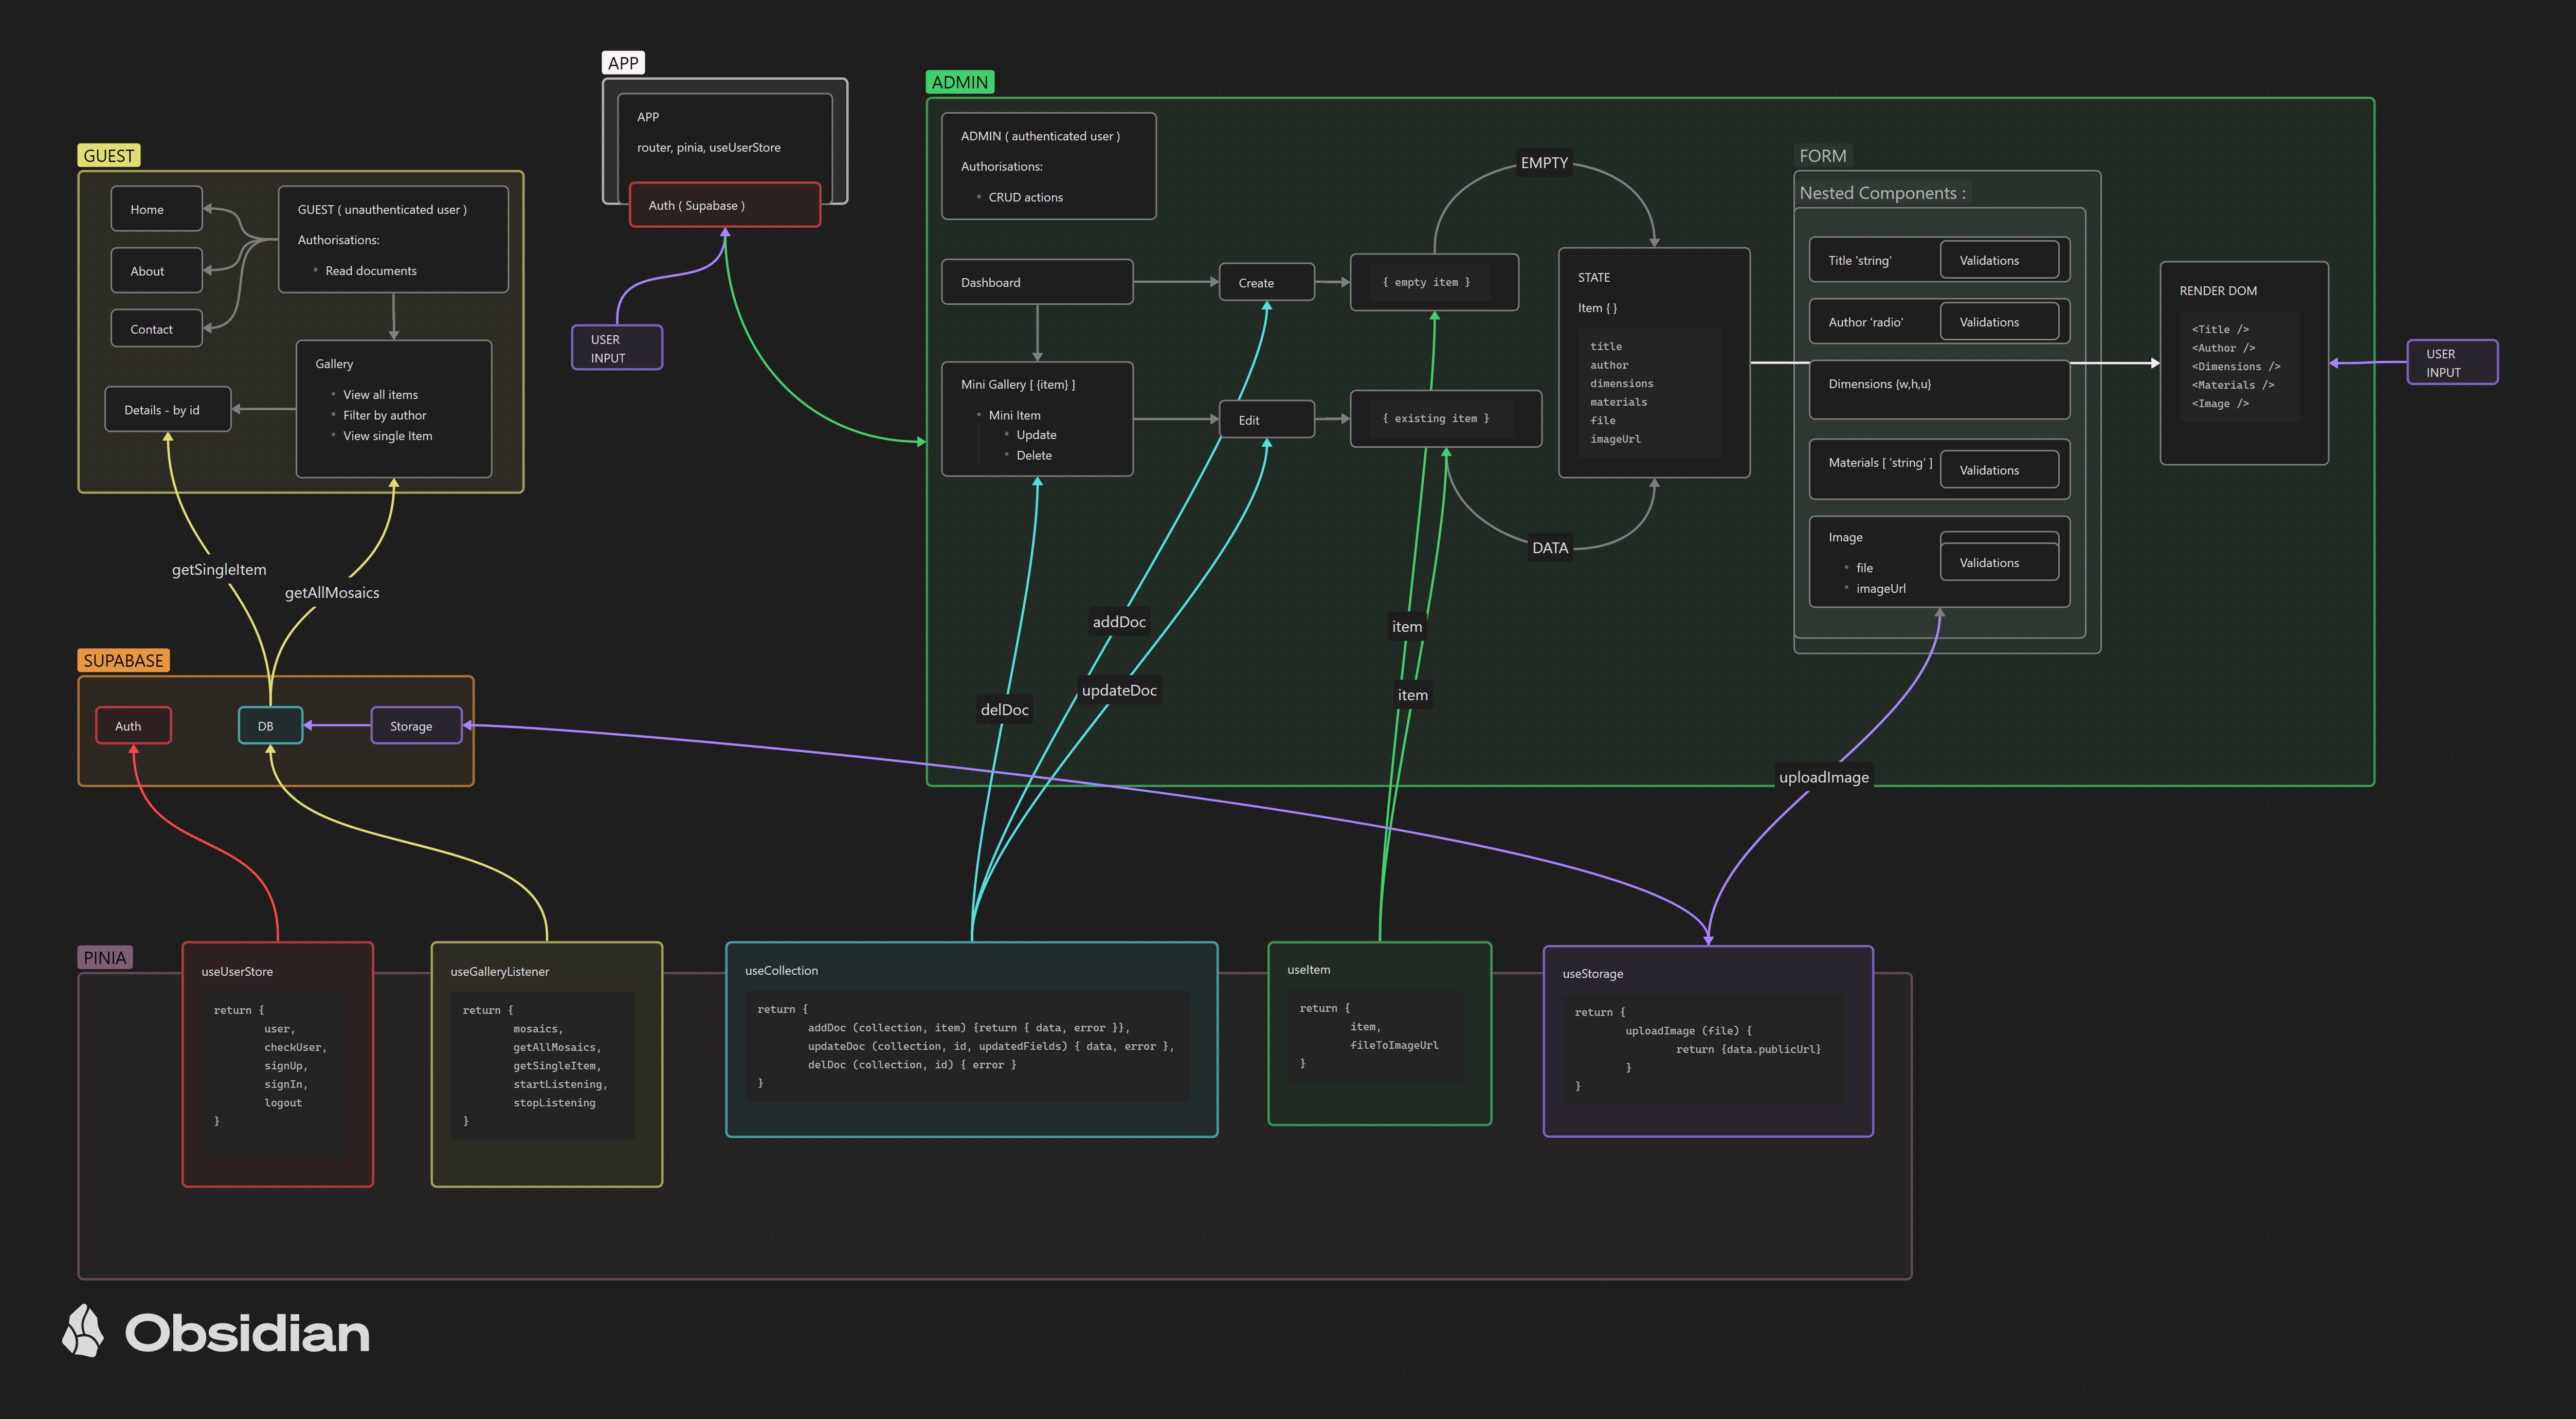 APP
APP
router, pinia, useUserStore
Auth ( Supabase )
USER
INPUT
GUEST
Home
About
Contact
GUEST ( unauthenticated user )
Authorisations:
Read documents
Gallery
View all items
Filter by author
View single Item
Details - by id
getSingleItem
getAllMosaics
SUPABASE
Auth
DB
Storage
ADMIN
ADMIN ( authenticated user )
Authorisations:
CRUD actions
Dashboard
Create
{ empty item }
EMPTY
Mini Gallery [ {item} ]
Mini Item
Update
Delete
Edit
{ existing item }
DATA
STATE
Item { }
title
author
dimensions
materials
file
imageUrl
FORM
Nested Components :
Title 'string'
Validations
Author 'radio'
Validations
Dimensions {w,h,u}
Materials [ 'string' ]
Validations
Image
file
imageUrl
Validations
RENDER DOM
<Title />
<Author />
<Dimensions />
<Materials />
<Image />
USER
INPUT
addDoc
updateDoc
delDoc
item
item
uploadImage
PINIA
useUserStore
return {
user,
checkUser,
signUp,
signIn,
logout
}
useGalleryListener
return {
mosaics,
getAllMosaics,
getSingleItem,
startListening,
stopListening
}
useCollection
return {
addDoc (collection, item) {return { data, error }},
updateDoc (collection, id, updatedFields) { data, error },
delDoc (collection, id) { error }
}
useItem
return {
item,
fileToImageUrl
}
useStorage
return {
uploadImage (file) {
return {data.publicUrl}
}
}
Obsidian